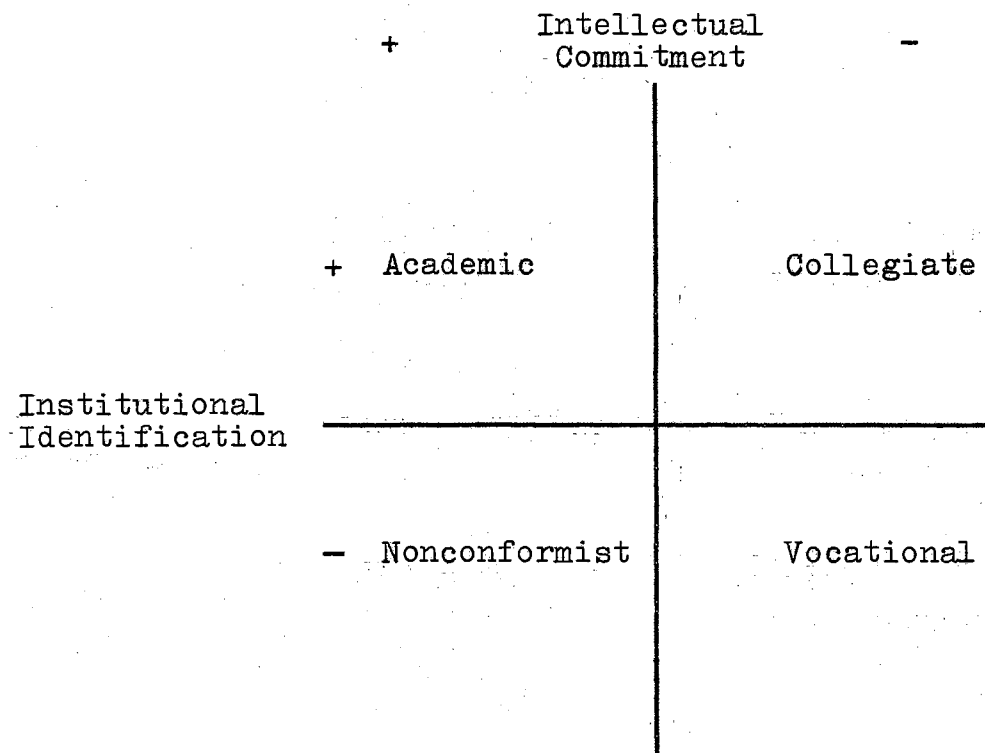 + Intellectual -
Commitment
+ Academic Collegiate
Institutional
Identification
- Nonconformist Vocational